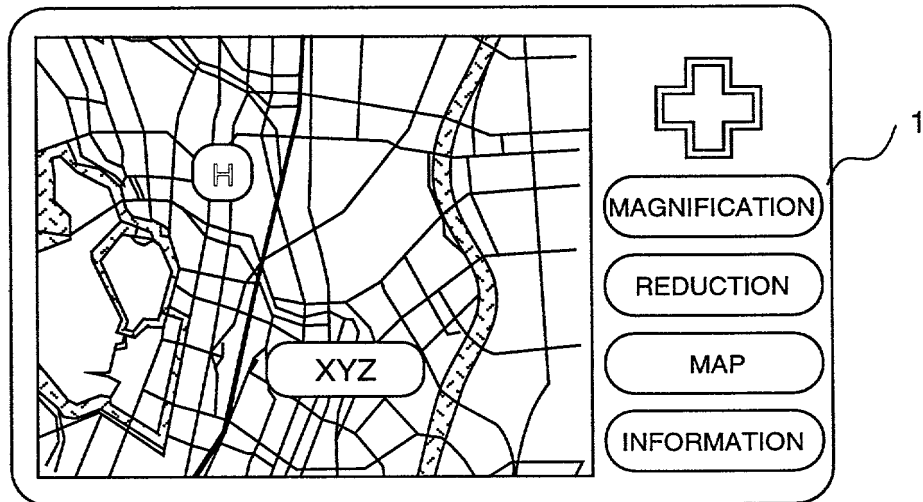 H
XYZ
MAGNIFICATION
REDUCTION
MAP
INFORMATION
1